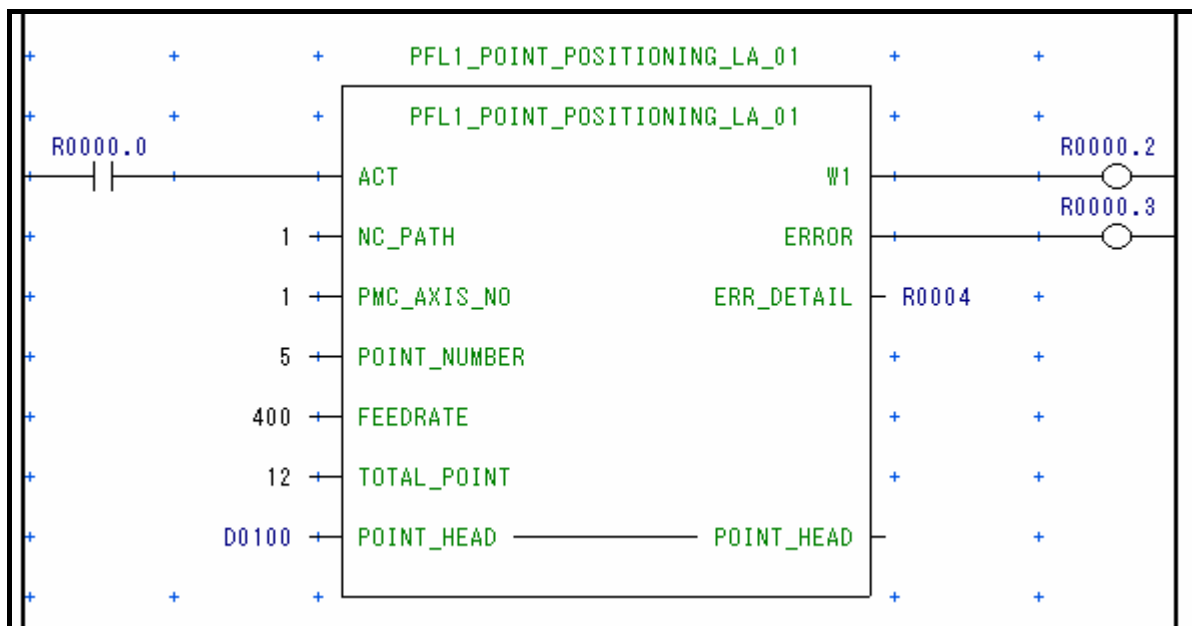 PFL1_POINT_POSITIONING_LA_01
PFL1_POINT_POSITIONING_LA_01
R0000.0 R0000.2
ACT W1
R0000.3
1 NC_PATH ERROR
1 PMC_AXIS_NO ERR_DETAIL R0004
5 POINT_NUMBER
400 FEEDRATE
12 TOTAL_POINT
D0100 POINT_HEAD POINT_HEAD